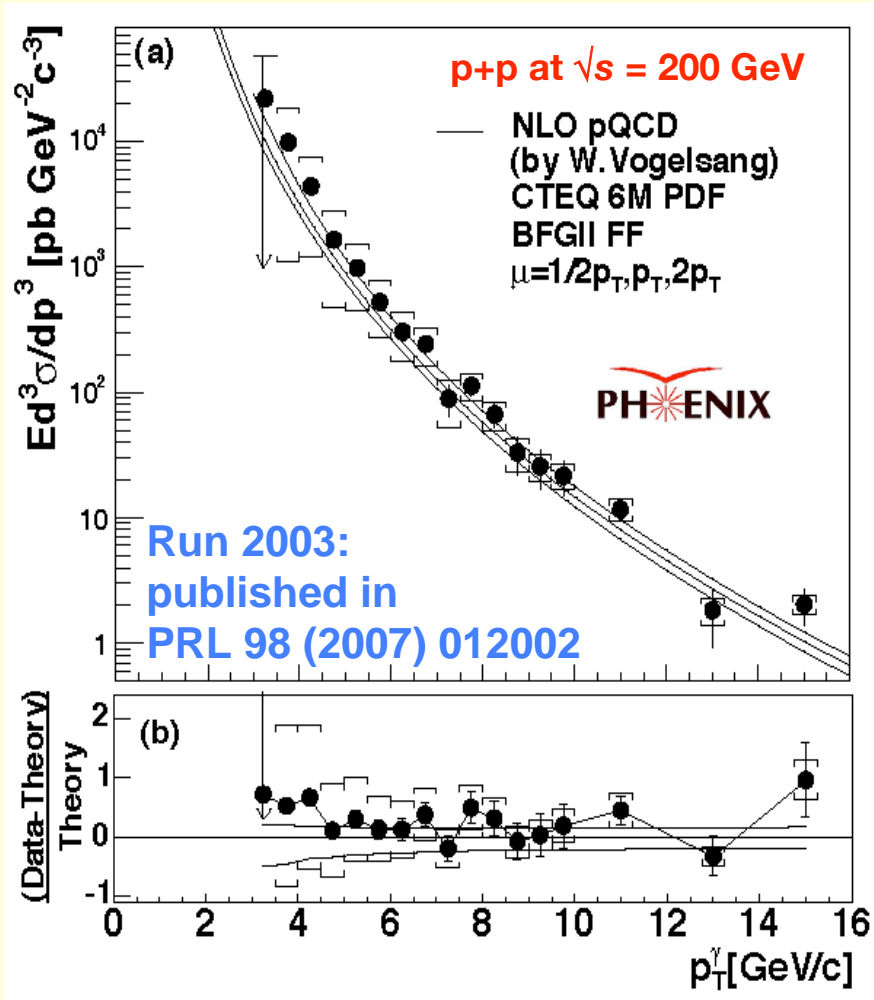 (a)
p+p at √s = 200 GeV
NLO pQCD
(by W.Vogelsang)
CTEQ 6M PDF
BFGII FF
μ=1/2p_T,p_T,2p_T
PHENIX
Ed³σ/dp³ [pb GeV⁻²c⁻³]
10⁴
10³
10²
10
1
Run 2003:
published in
PRL 98 (2007) 012002
(b)
(Data-Theory)
Theory
2
1
0
-1
0 2 4 6 8 10 12 14 16
p_T^γ[GeV/c]